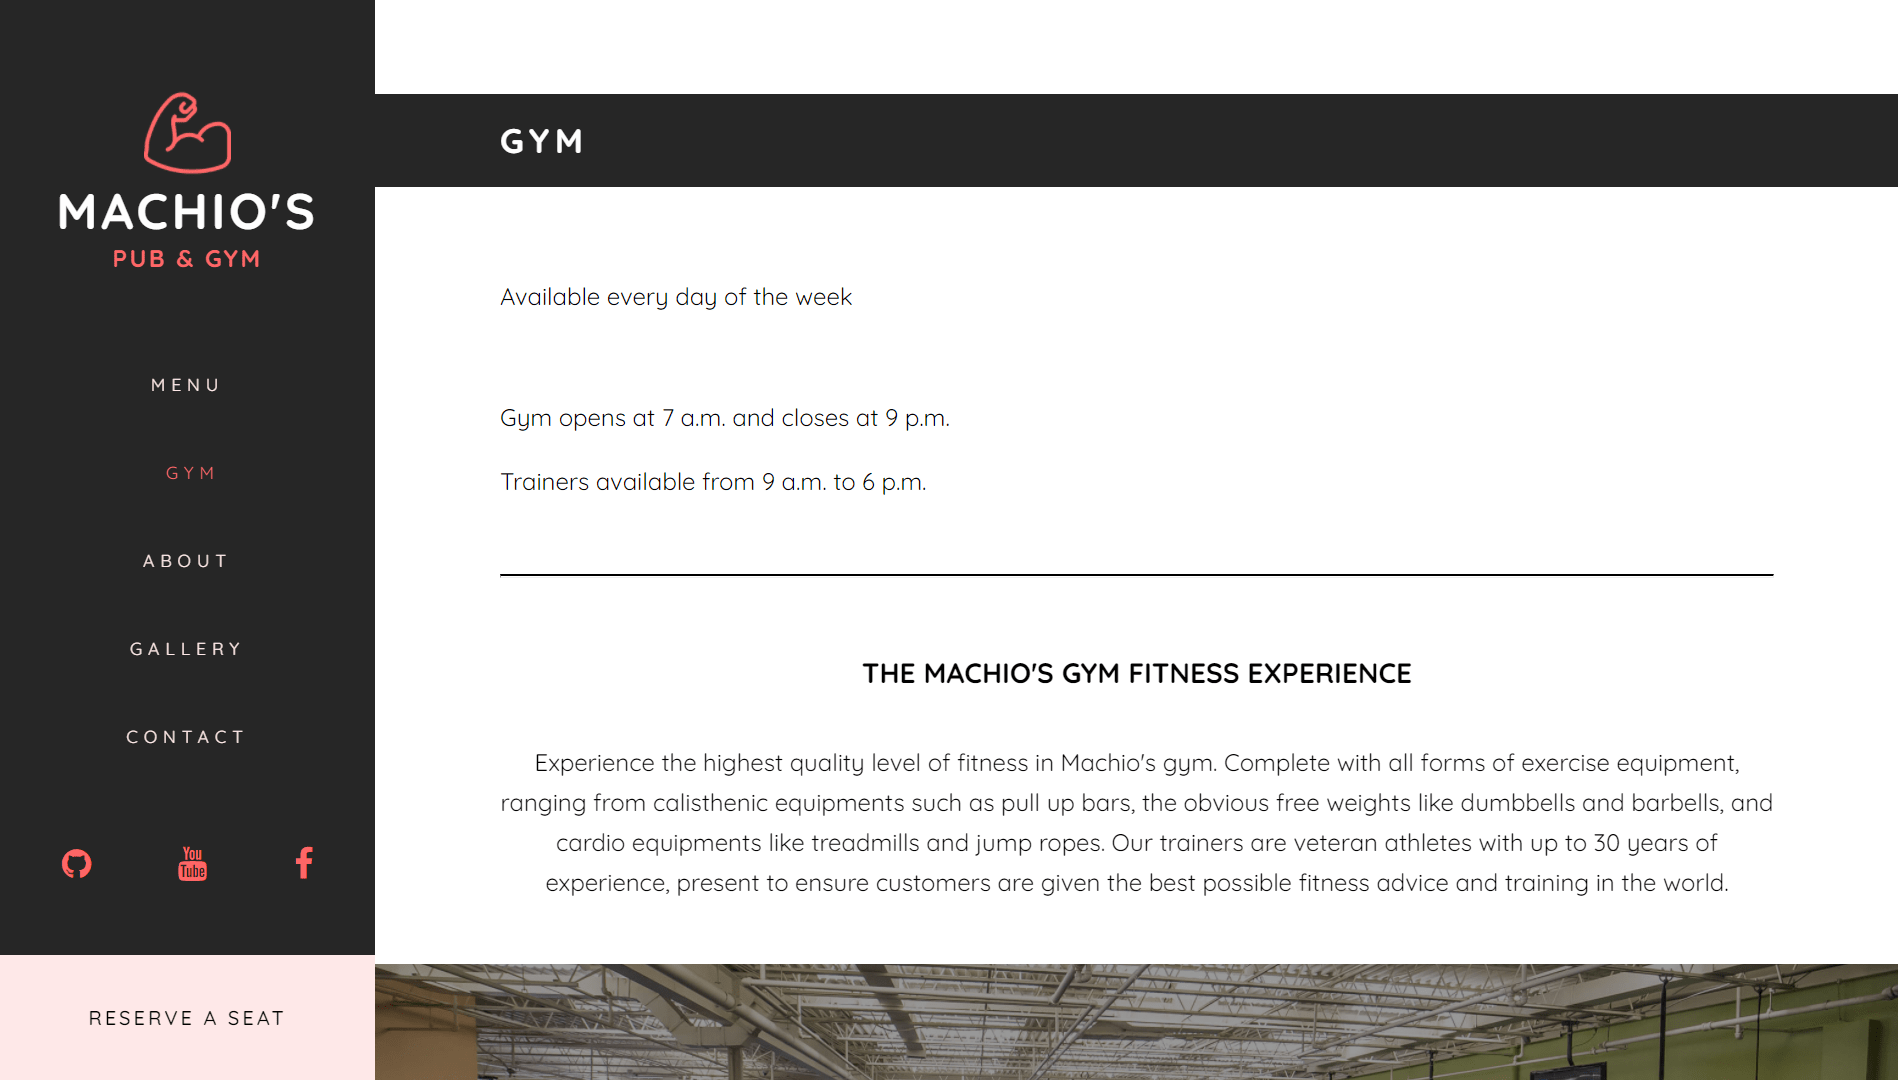 MACHIO'S
PUB & GYM
MENU
GYM
ABOUT
GALLERY
CONTACT
You
Tube
RESERVE A SEAT
GYM
Available every day of the week
Gym opens at 7 a.m. and closes at 9 p.m.
Trainers available from 9 a.m. to 6 p.m.
THE MACHIO'S GYM FITNESS EXPERIENCE
Experience the highest quality level of fitness in Machio's gym. Complete with all forms of exercise equipment,
ranging from calisthenic equipments such as pull up bars, the obvious free weights like dumbbells and barbells, and
cardio equipments like treadmills and jump ropes. Our trainers are veteran athletes with up to 30 years of
experience, present to ensure customers are given the best possible fitness advice and training in the world.